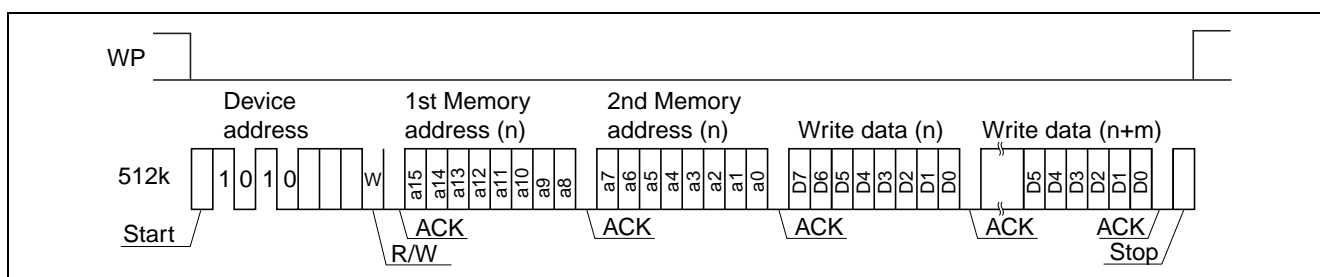 WP
Device address
1st Memory address (n)
2nd Memory address (n)
Write data (n)
Write data (n+m)
512k
1 0 1 0
W
a15 a14 a13 a12 a11 a10 a9 a8
a7 a6 a5 a4 a3 a2 a1 a0
D7 D6 D5 D4 D3 D2 D1 D0
D5 D4 D3 D2 D1 D0
Start
R/W
ACK
ACK
ACK
ACK
ACK
Stop